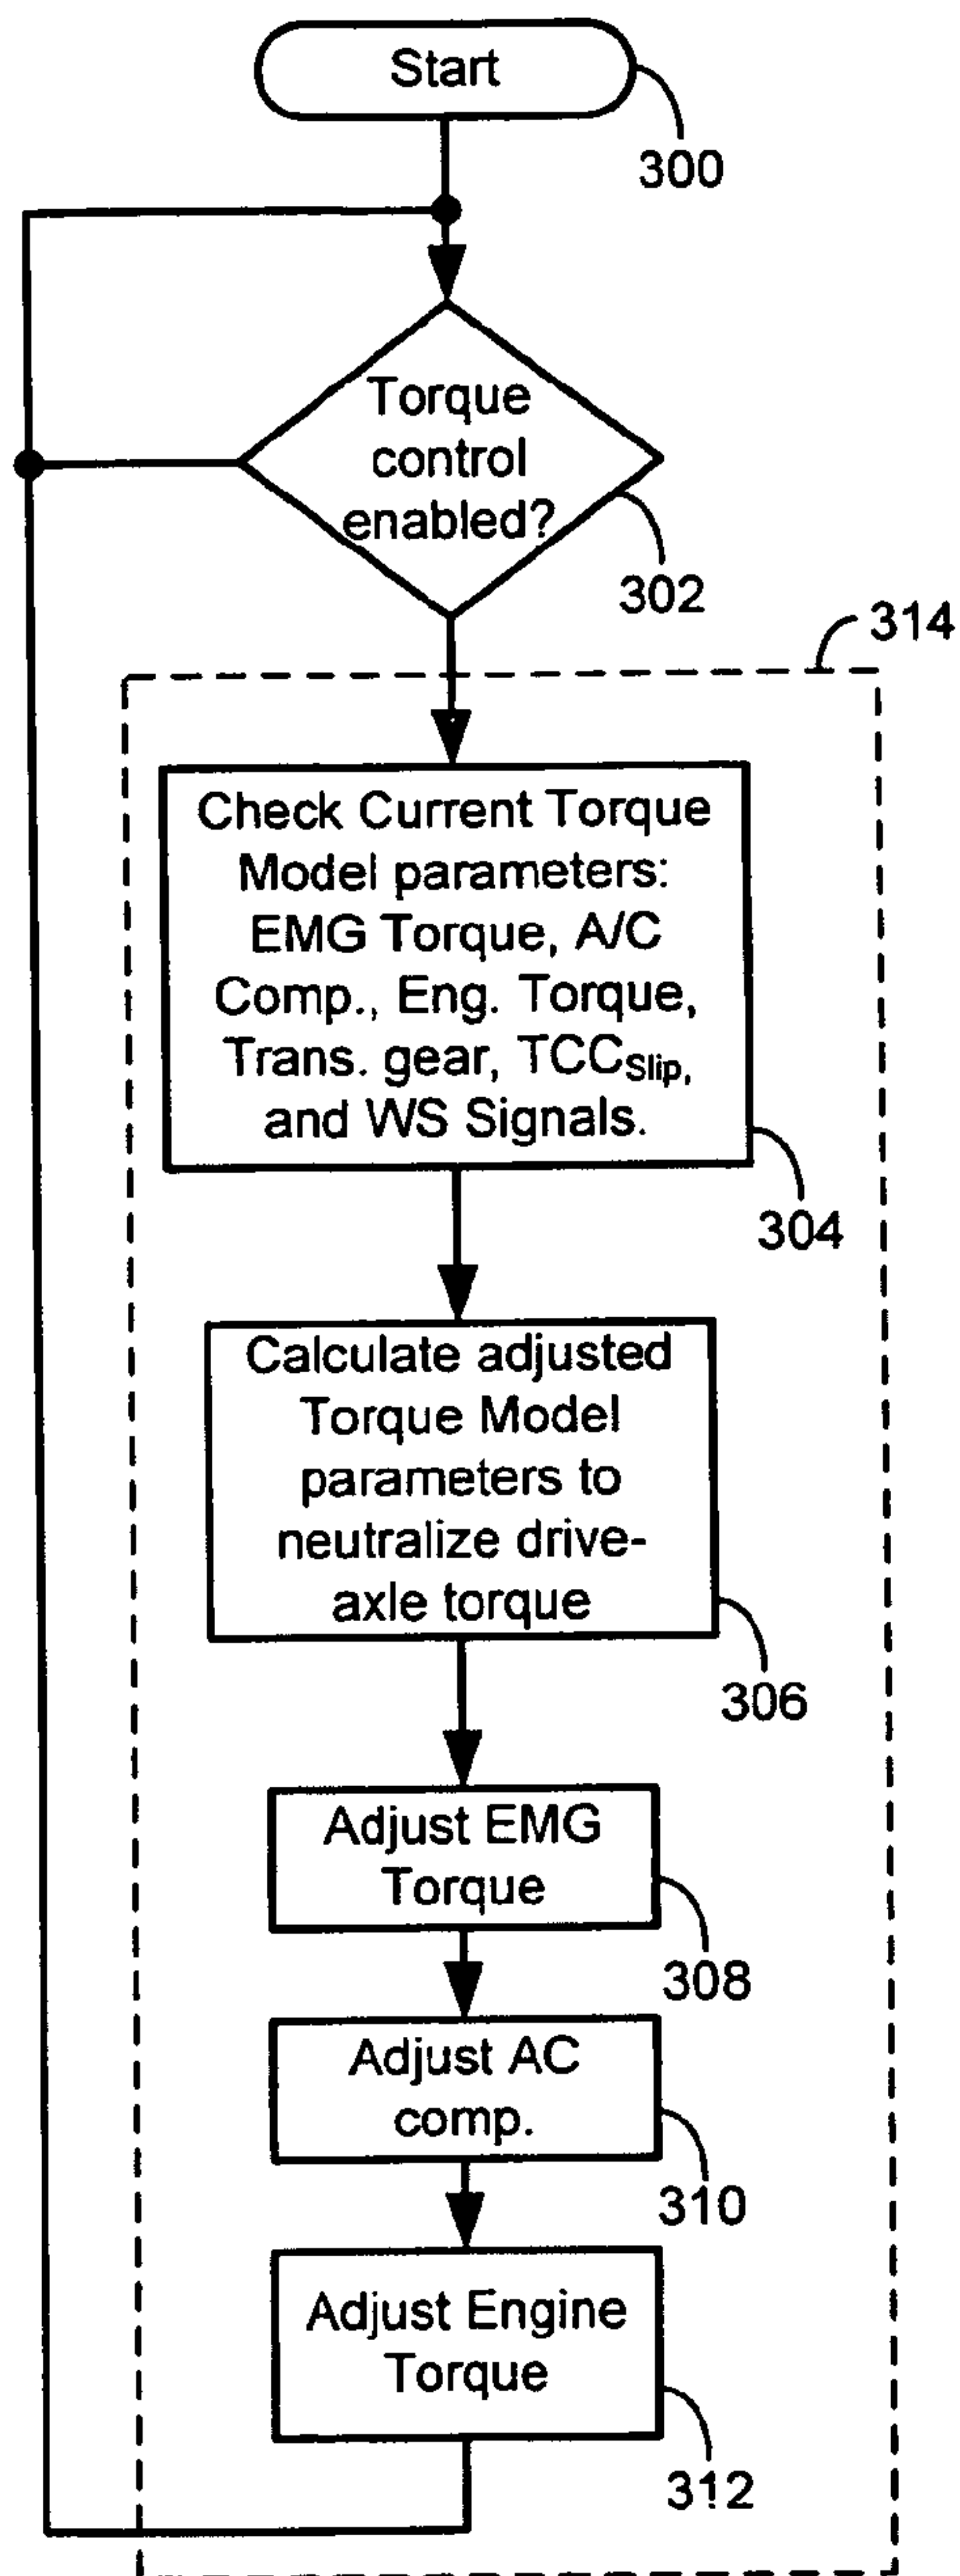 Start
300
Torque
control
enabled?
302
314
Check Current Torque
Model parameters:
EMG Torque, A/C
Comp., Eng. Torque,
Trans. gear, TCCSlip,
and WS Signals.
304
Calculate adjusted
Torque Model
parameters to
neutralize drive-
axle torque
306
Adjust EMG
Torque
308
Adjust AC
comp.
310
Adjust Engine
Torque
312